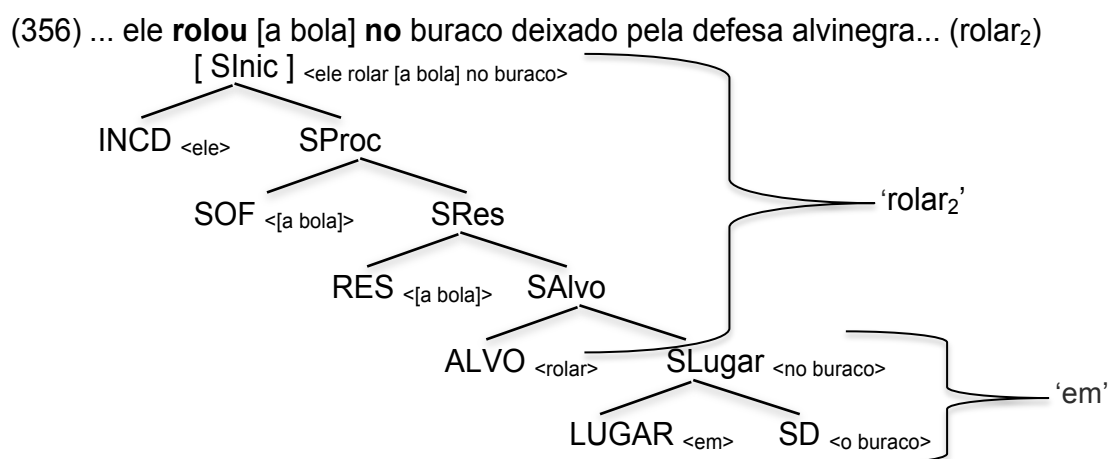 (356) ... ele rolou [a bola] no buraco deixado pela defesa alvinegra... (rolar₂)
[ SInic ] <ele rolar [a bola] no buraco>
INCD <ele> SProc
SOF <[a bola]> SRes
‘rolar₂’
RES <[a bola]> SAlvo
ALVO <rolar> SLugar <no buraco>
‘em’
LUGAR <em> SD <o buraco>